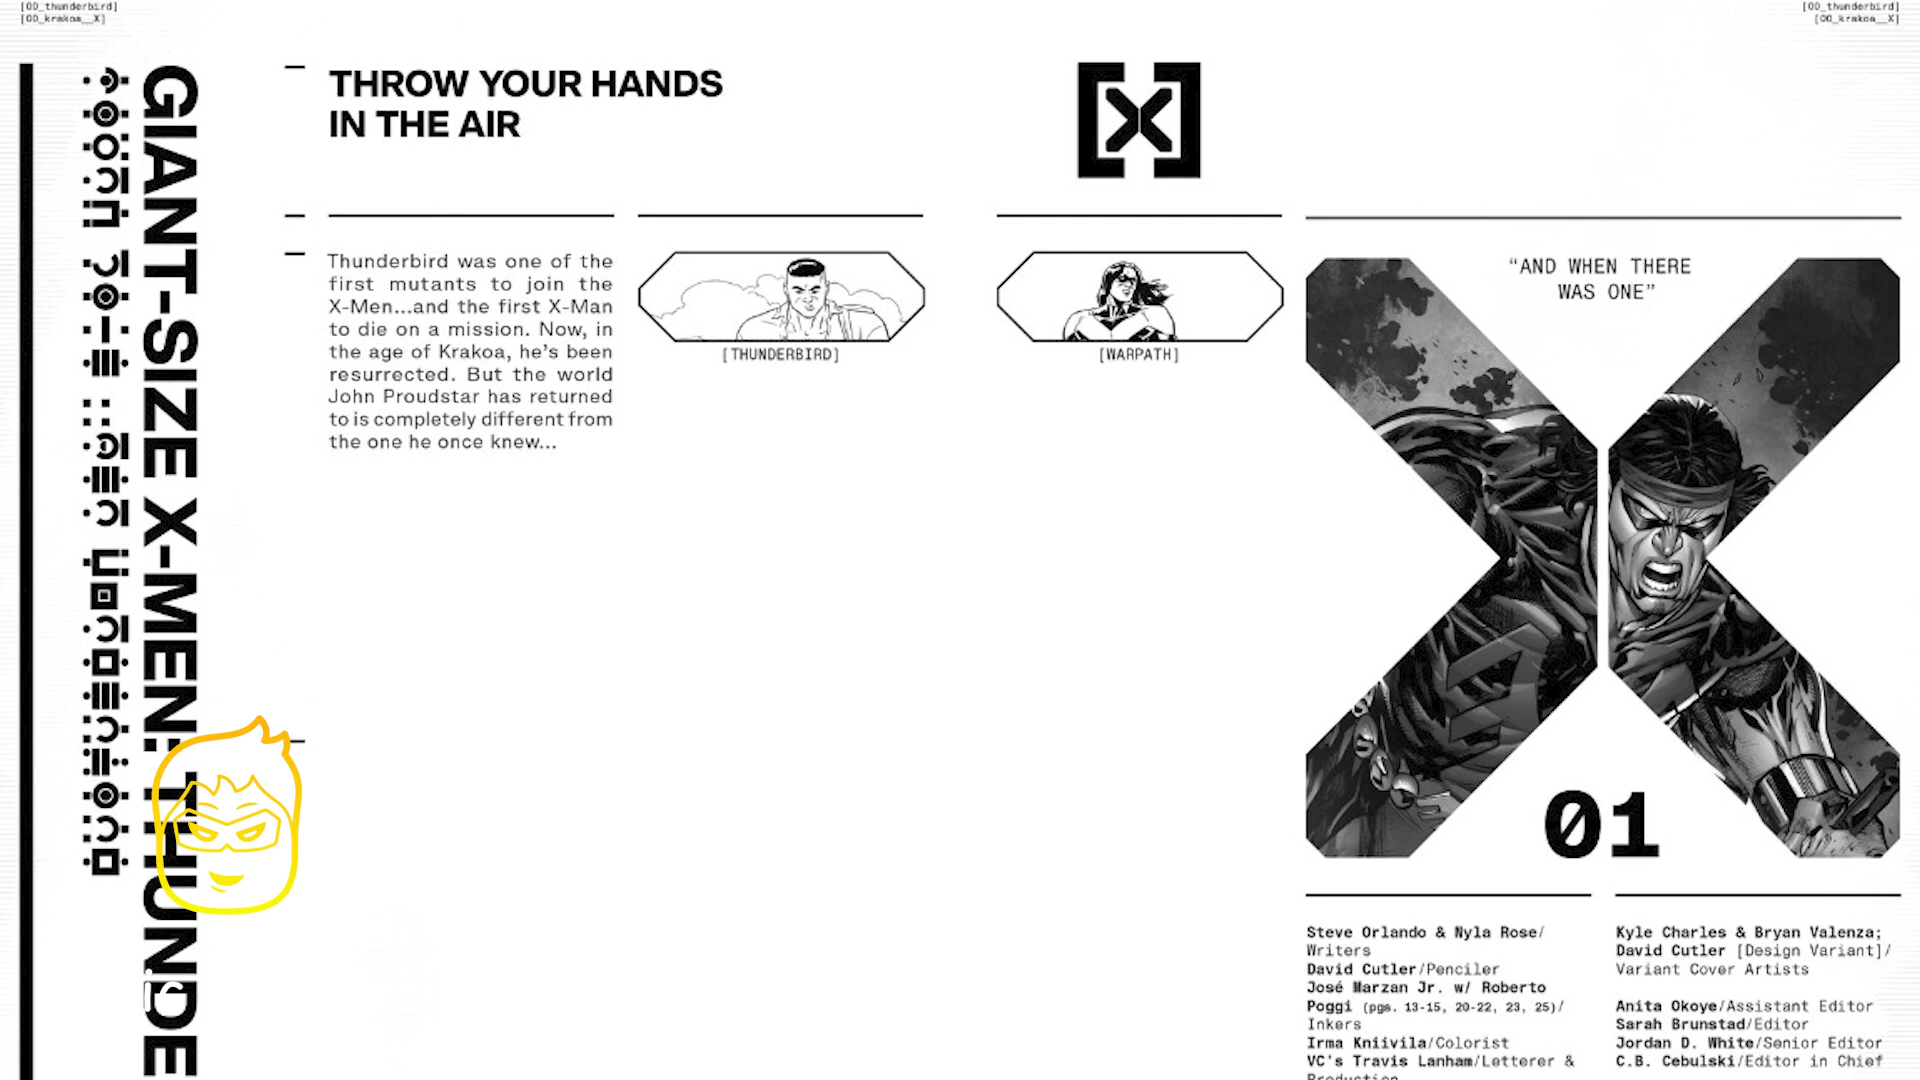 [00_thunderbird]
[00_krakoa__X]
[00_thunderbird]
[00_krakoa__X]
GIANT-SIZE X-MEN: THUNDE
THROW YOUR HANDS
IN THE AIR
[X]
Thunderbird was one of the
first mutants to join the
X-Men...and the first X-Man
to die on a mission. Now, in
the age of Krakoa, he's been
resurrected. But the world
John Proudstar has returned
to is completely different from
the one he once knew...
[THUNDERBIRD]
[WARPATH]
“AND WHEN THERE
WAS ONE”
01
Steve Orlando & Nyla Rose/
Writers
David Cutler/Penciler
José Marzan Jr. w/ Roberto
Poggi (pgs. 13-15, 20-22, 23, 25)/
Inkers
Irma Kniivila/Colorist
VC's Travis Lanham/Letterer &
Production
Kyle Charles & Bryan Valenza;
David Cutler [Design Variant]/
Variant Cover Artists
Anita Okoye/Assistant Editor
Sarah Brunstad/Editor
Jordan D. White/Senior Editor
C.B. Cebulski/Editor in Chief